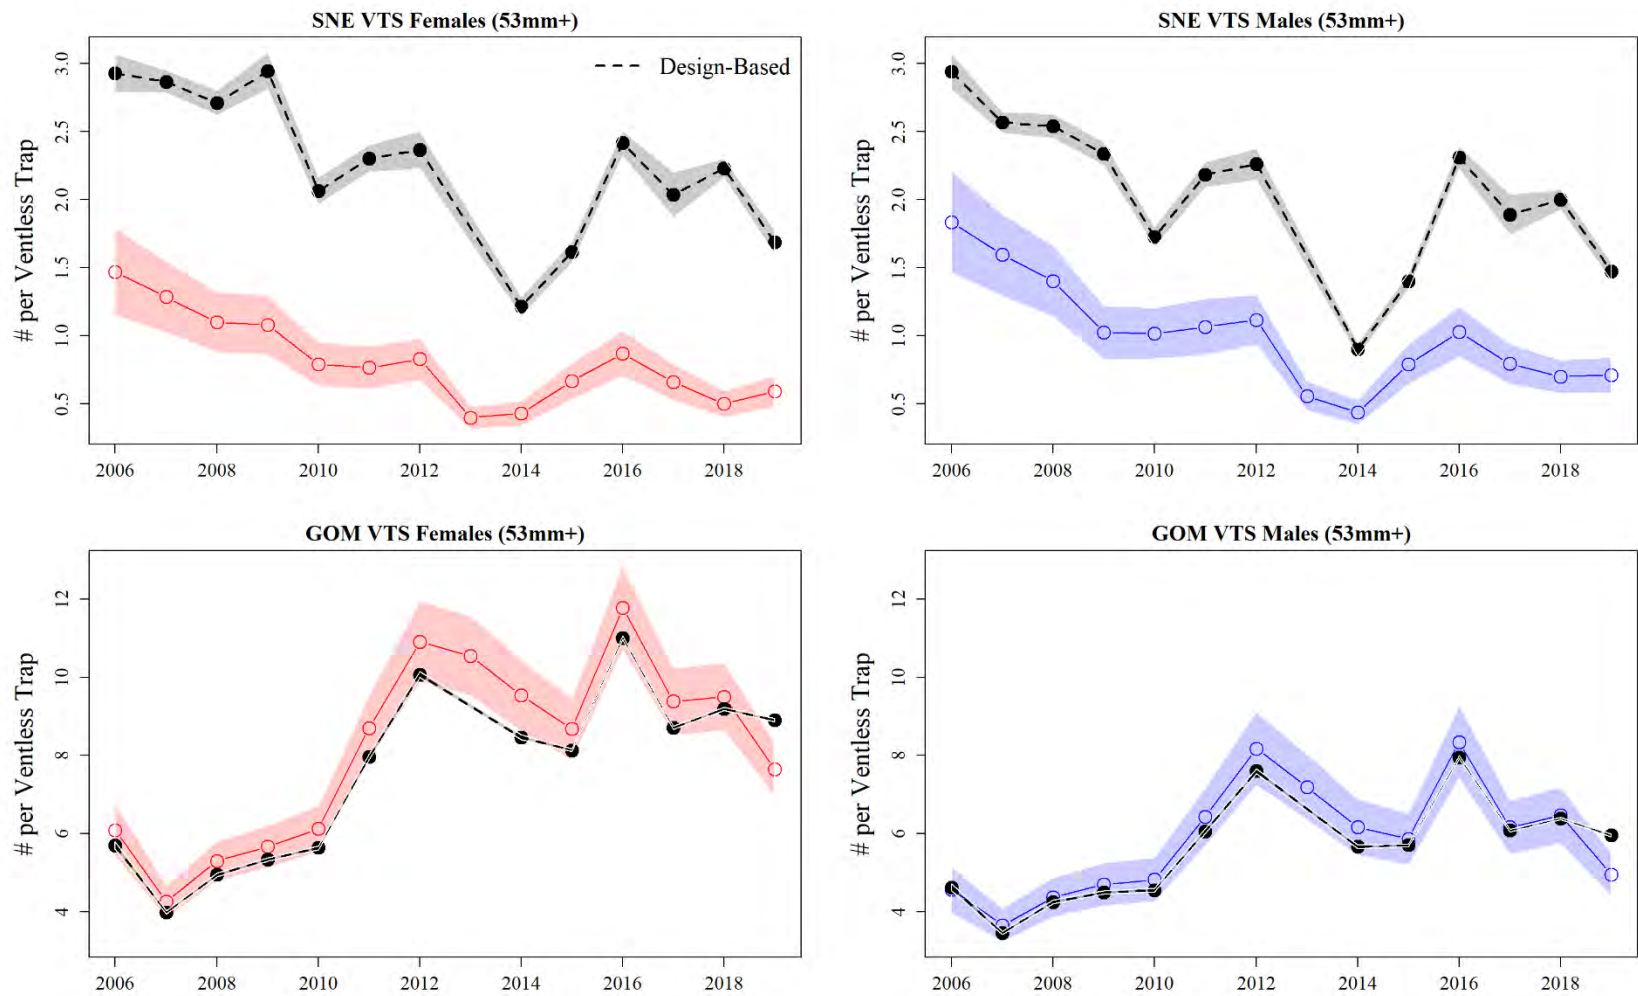 SNE VTS Females (53mm+)
# per Ventless Trap
3.0
2.5
2.0
1.5
1.0
0.5
Design-Based
2006 2008 2010 2012 2014 2016 2018
SNE VTS Males (53mm+)
# per Ventless Trap
3.0
2.5
2.0
1.5
1.0
0.5
2006 2008 2010 2012 2014 2016 2018
GOM VTS Females (53mm+)
# per Ventless Trap
12
10
8
6
4
2006 2008 2010 2012 2014 2016 2018
GOM VTS Males (53mm+)
# per Ventless Trap
12
10
8
6
4
2006 2008 2010 2012 2014 2016 2018